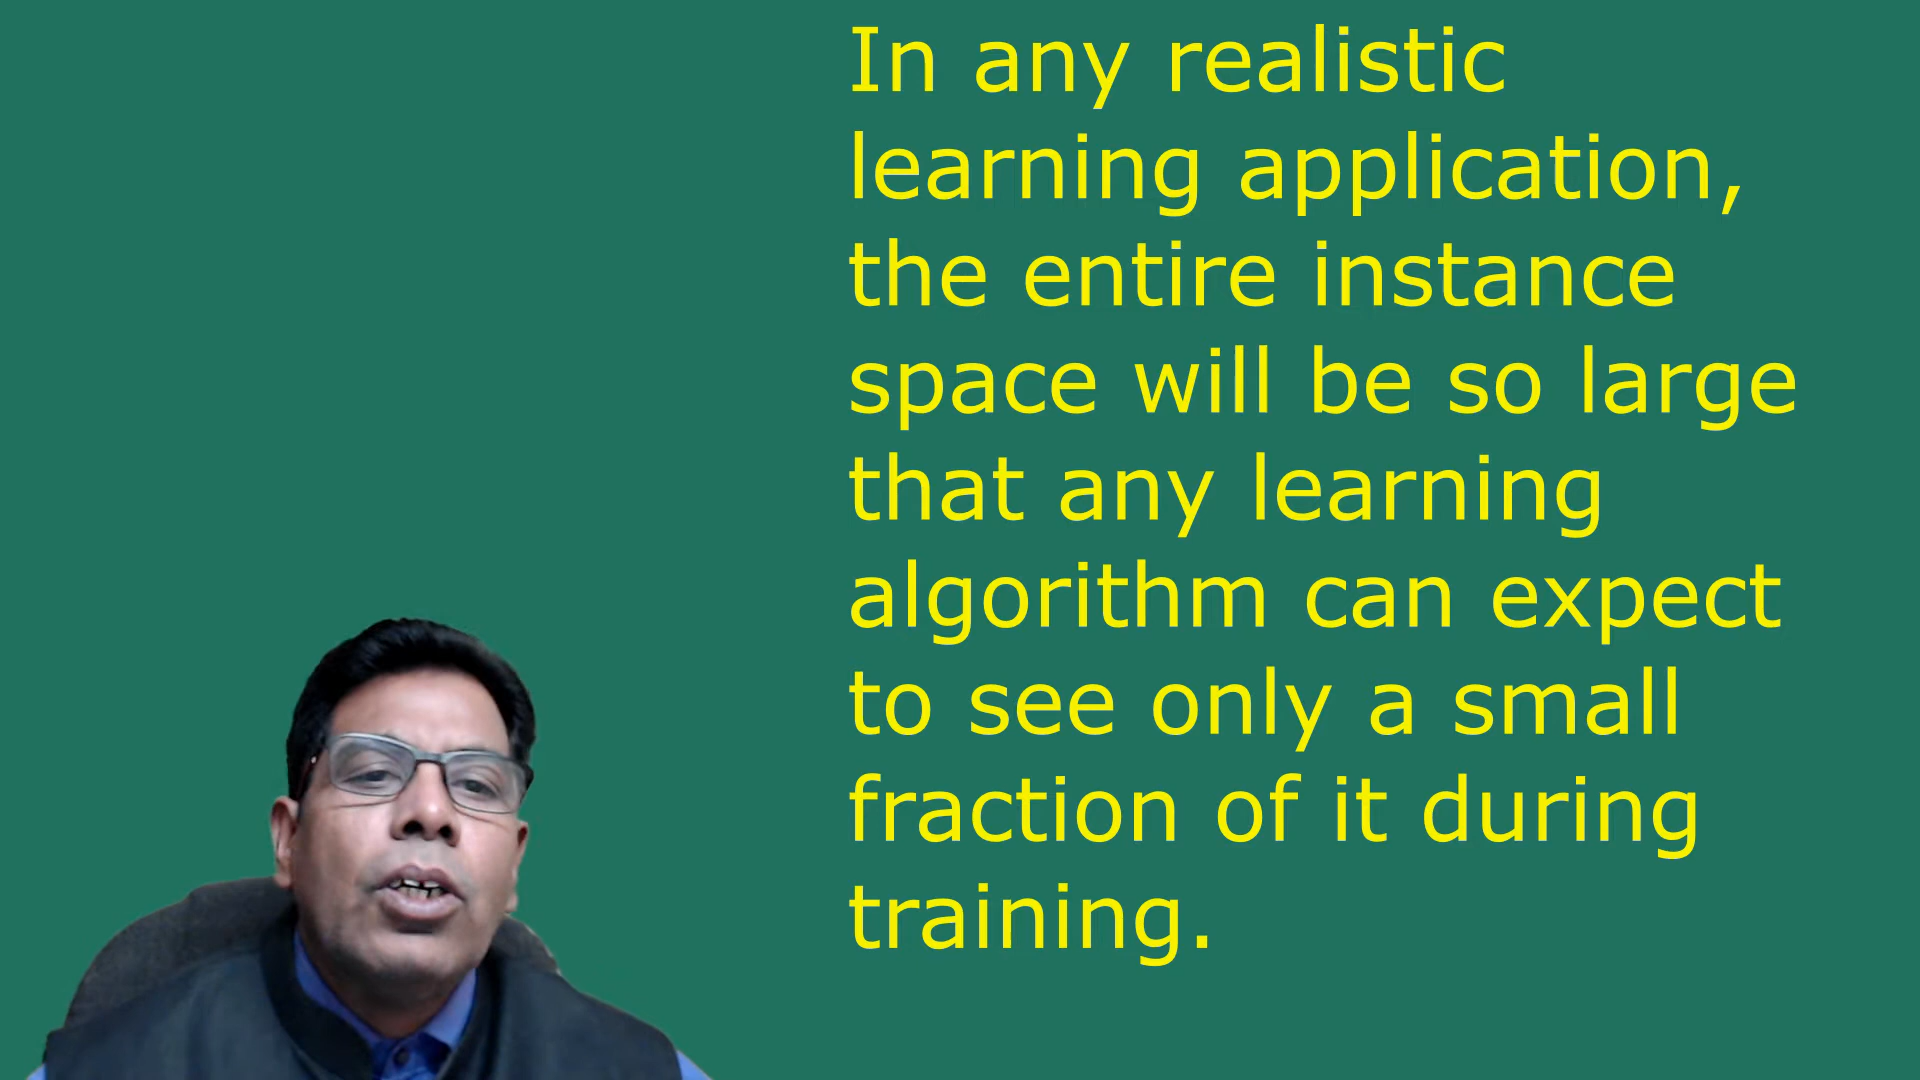 In any realistic
learning application,
the entire instance
space will be so large
that any learning
algorithm can expect
to see only a small
fraction of it during
training.